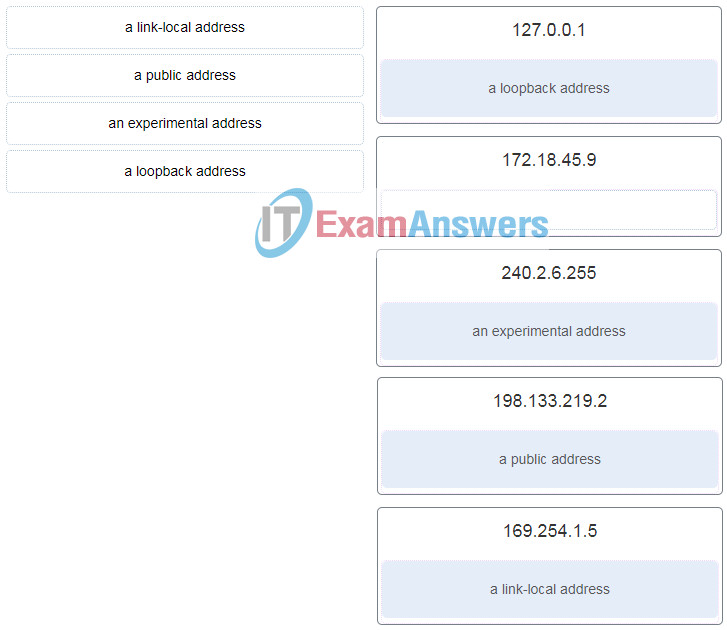 a link-local address
a public address
an experimental address
a loopback address
127.0.0.1
a loopback address
172.18.45.9
ITExamAnswers
240.2.6.255
an experimental address
198.133.219.2
a public address
169.254.1.5
a link-local address